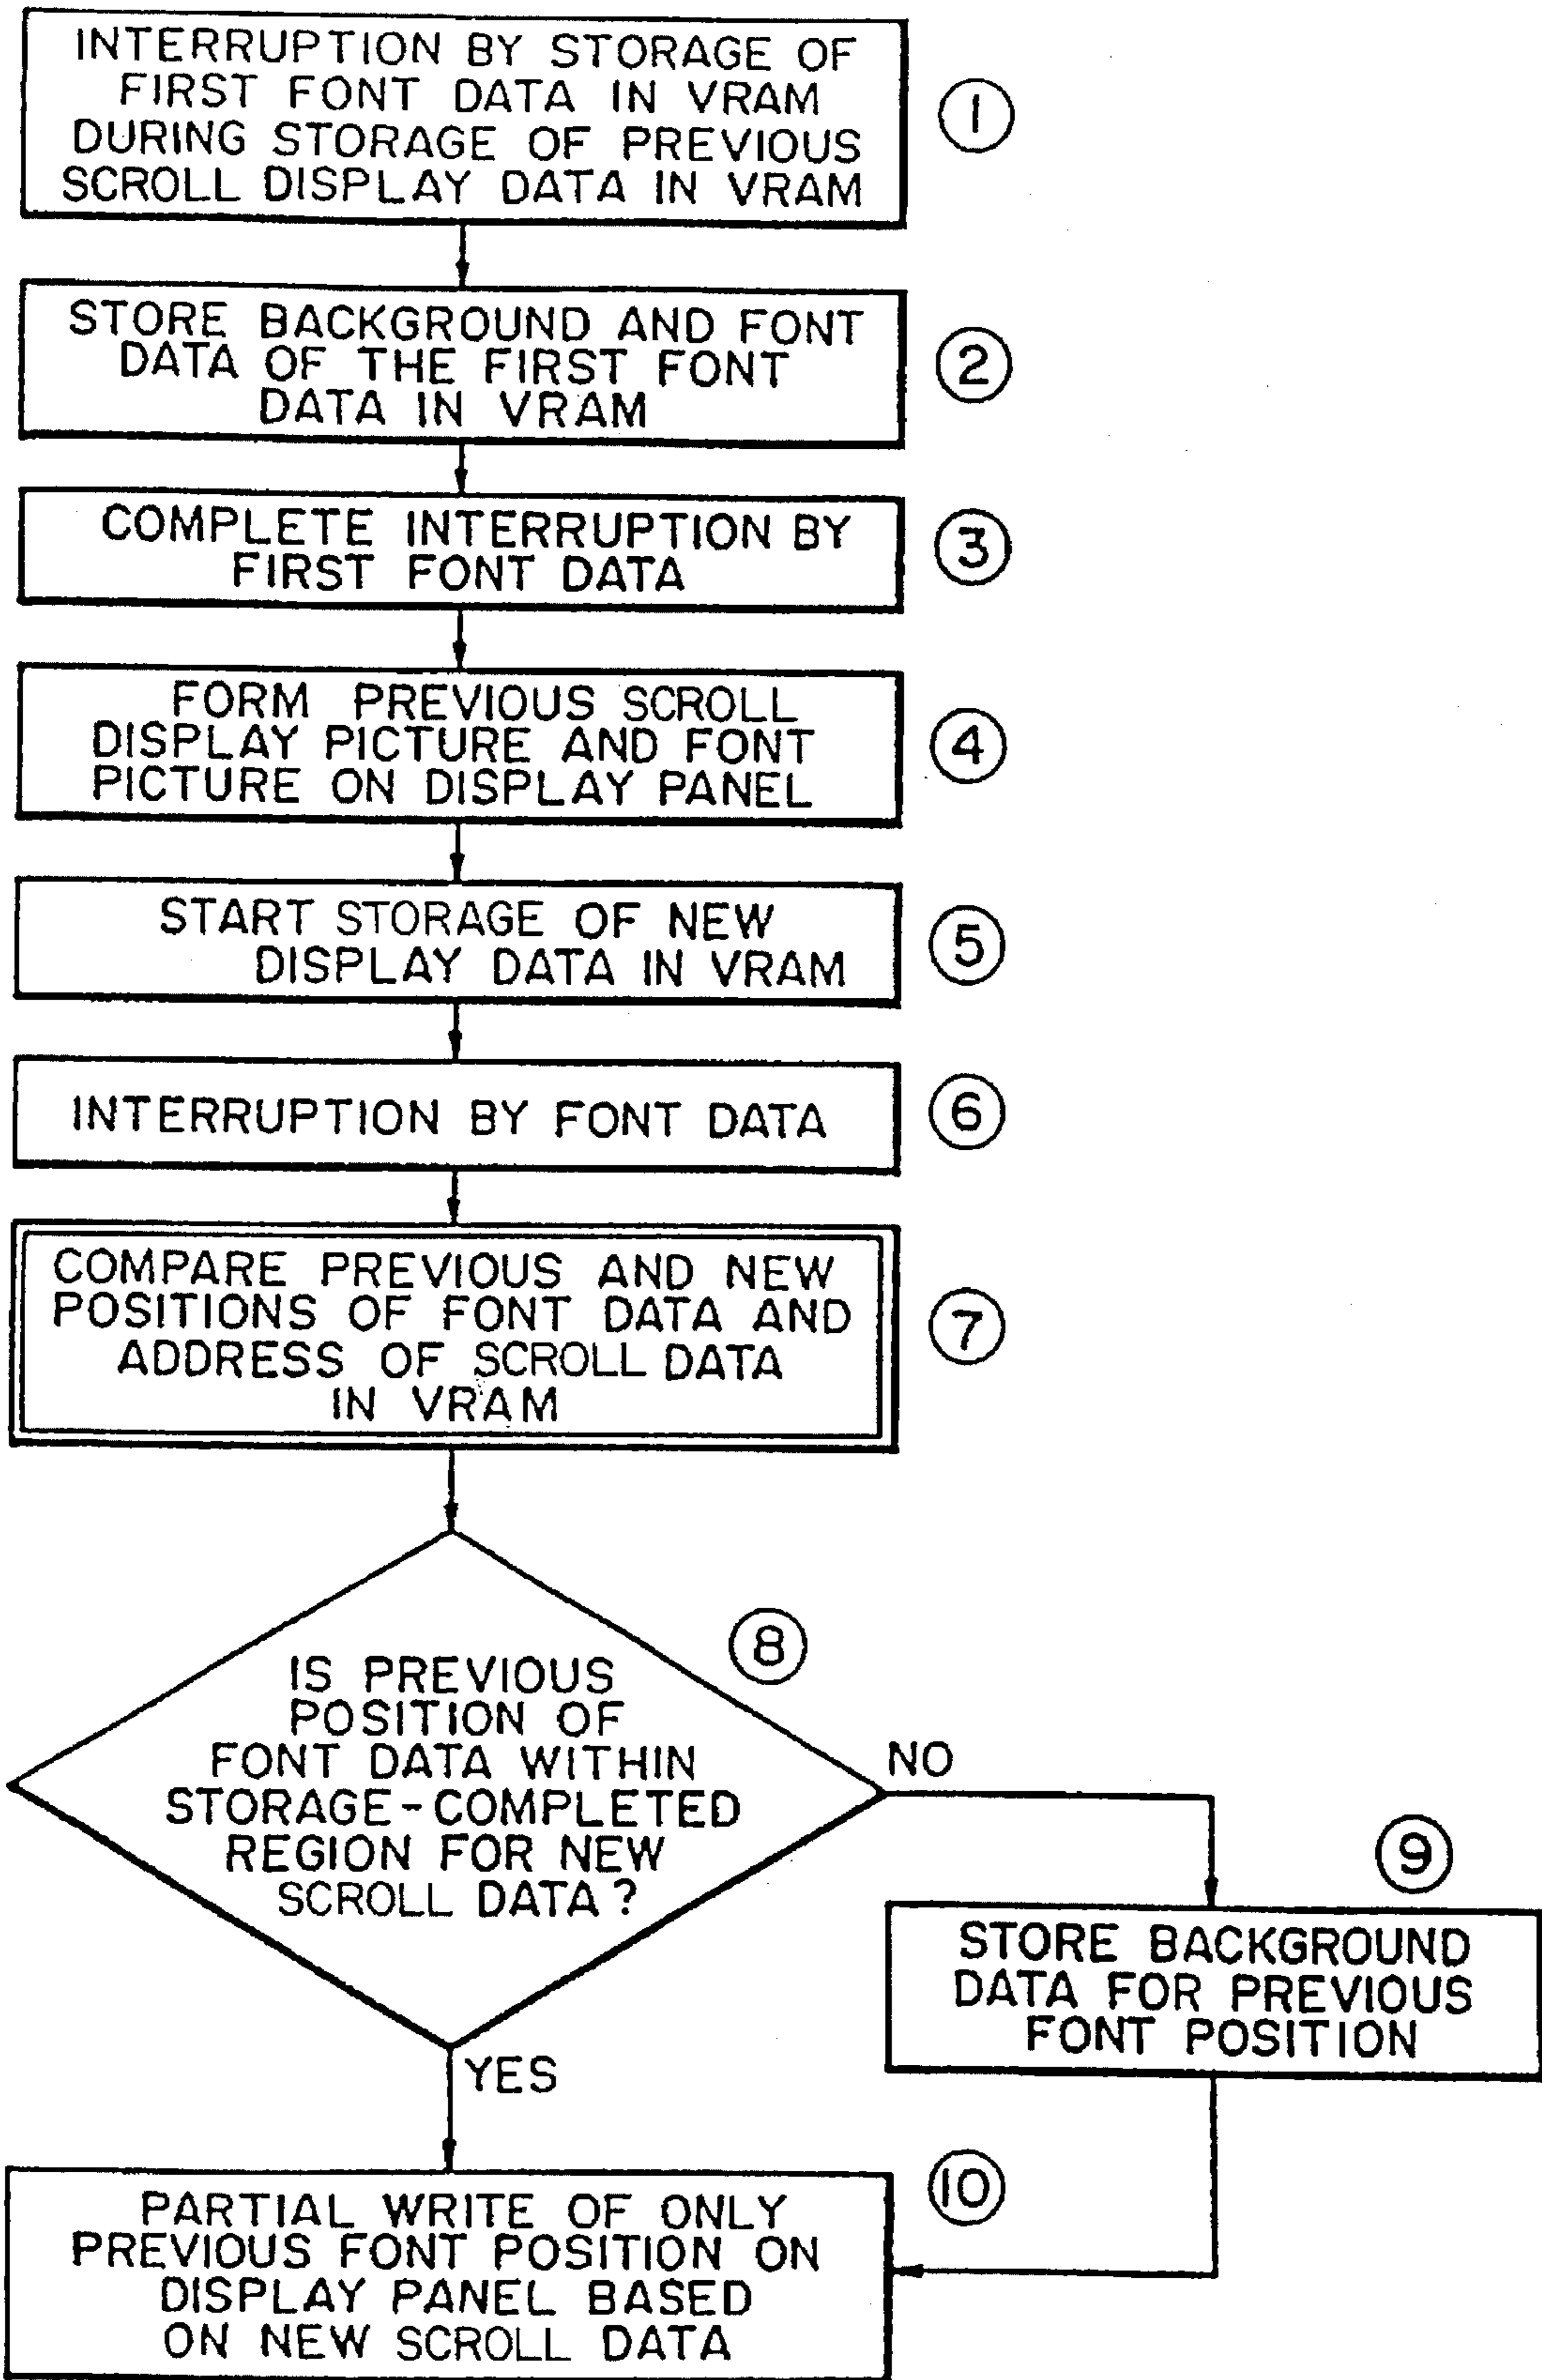 INTERRUPTION BY STORAGE OF
FIRST FONT DATA IN VRAM
DURING STORAGE OF PREVIOUS
SCROLL DISPLAY DATA IN VRAM
1
STORE BACKGROUND AND FONT
DATA OF THE FIRST FONT
DATA IN VRAM
2
COMPLETE INTERRUPTION BY
FIRST FONT DATA
3
FORM PREVIOUS SCROLL
DISPLAY PICTURE AND FONT
PICTURE ON DISPLAY PANEL
4
START STORAGE OF NEW
DISPLAY DATA IN VRAM
5
INTERRUPTION BY FONT DATA
6
COMPARE PREVIOUS AND NEW
POSITIONS OF FONT DATA AND
ADDRESS OF SCROLL DATA
IN VRAM
7
8
IS PREVIOUS
POSITION OF
FONT DATA WITHIN
STORAGE-COMPLETED
REGION FOR NEW
SCROLL DATA?
NO
9
STORE BACKGROUND
DATA FOR PREVIOUS
FONT POSITION
YES
10
PARTIAL WRITE OF ONLY
PREVIOUS FONT POSITION ON
DISPLAY PANEL BASED
ON NEW SCROLL DATA